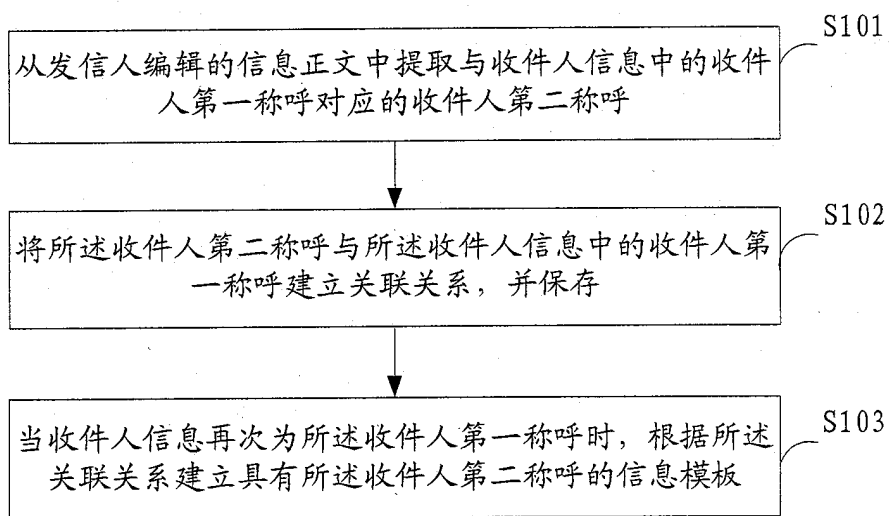 S101
从发信人编辑的信息正文中提取与收件人信息中的收件
人第一称呼对应的收件人第二称呼
S102
将所述收件人第二称呼与所述收件人信息中的收件人第
一称呼建立关联关系，并保存
S103
当收件人信息再次为所述收件人第一称呼时，根据所述
关联关系建立具有所述收件人第二称呼的信息模板